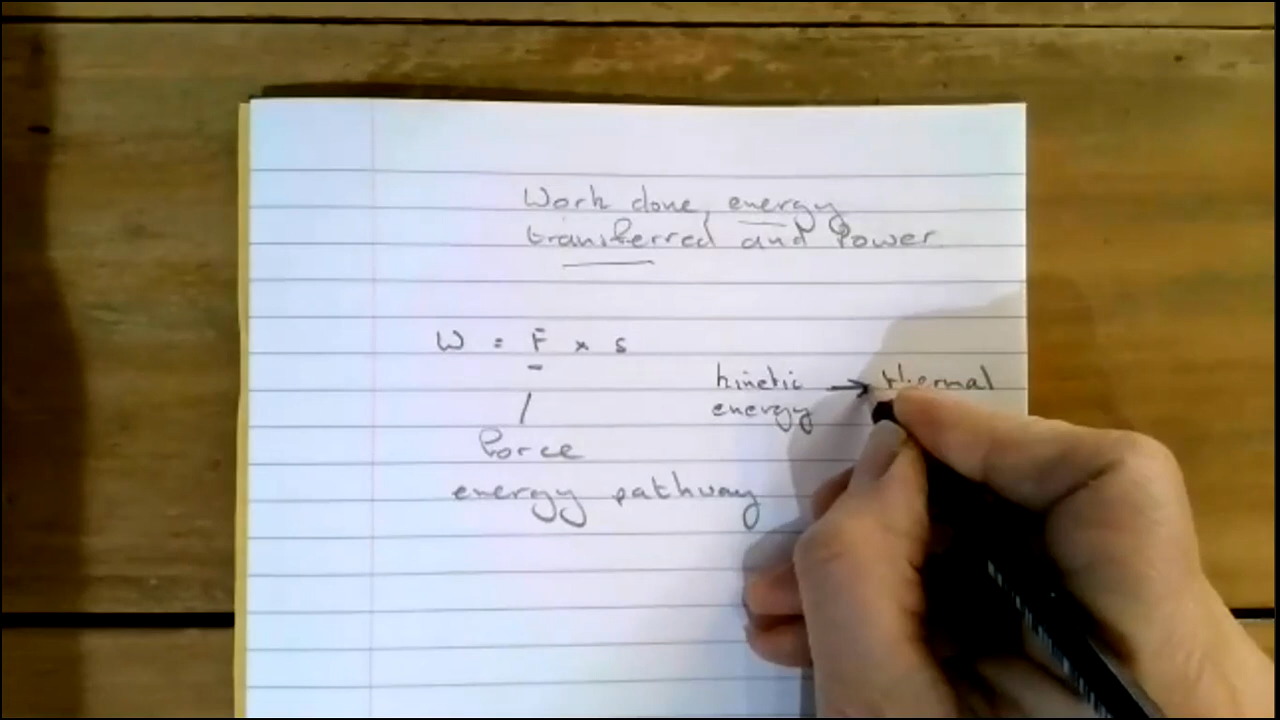 Work done, energy
transferred and Power
W = F x s
kinetic → thermal
energy
force
energy pathway